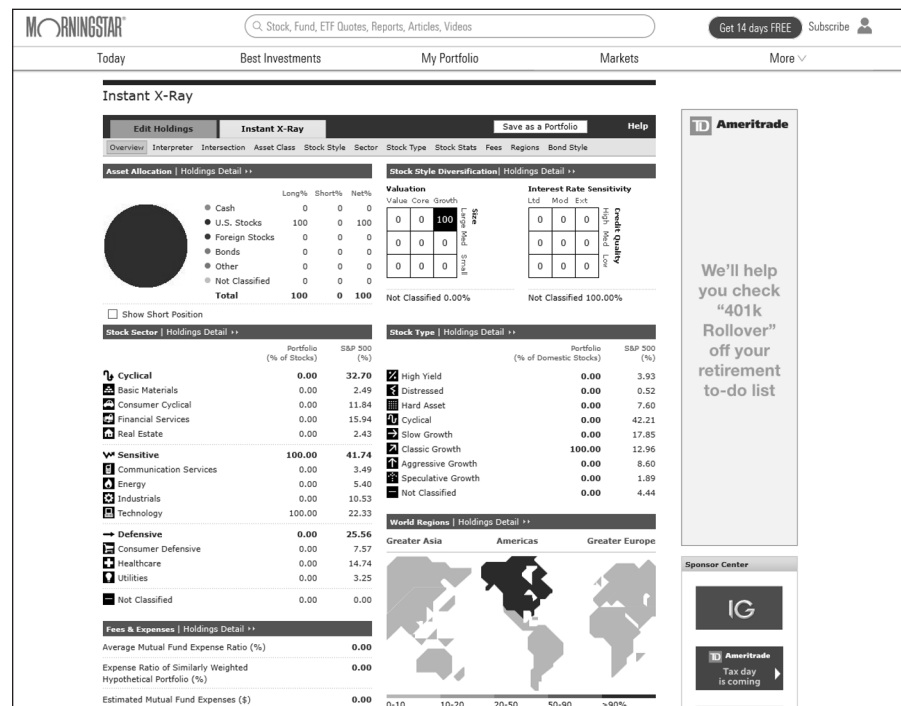 MORNINGSTAR®
Stock, Fund, ETF Quotes, Reports, Articles, Videos
Get 14 days FREE
Subscribe
Today Best Investments My Portfolio Markets More
Instant X-Ray
Edit Holdings Instant X-Ray Save as a Portfolio Help
Overview Interpreter Intersection Asset Class Stock Style Sector Stock Type Stock Stats Fees Regions Bond Style
Asset Allocation | Holdings Detail
Long% Short% Net%
Cash 0 0 0
U.S. Stocks 100 0 100
Foreign Stocks 0 0 0
Bonds 0 0 0
Other 0 0 0
Not Classified 0 0 0
Total 100 0 100
Show Short Position
Stock Style Diversification | Holdings Detail
Valuation
Value Core Growth
0 0 100
0 0 0
0 0 0
Size
Large Med Small
Not Classified 0.00%
Interest Rate Sensitivity
Ltd Mod Ext
0 0 0
0 0 0
0 0 0
Credit Quality
High Med Low
Not Classified 100.00%
Stock Sector | Holdings Detail
Portfolio S&P 500
(% of Stocks) (%)
Cyclical 0.00 32.70
Basic Materials 0.00 2.49
Consumer Cyclical 0.00 11.84
Financial Services 0.00 15.94
Real Estate 0.00 2.43
Sensitive 100.00 41.74
Communication Services 0.00 3.49
Energy 0.00 5.40
Industrials 0.00 10.53
Technology 100.00 22.33
Defensive 0.00 25.56
Consumer Defensive 0.00 7.57
Healthcare 0.00 14.74
Utilities 0.00 3.25
Not Classified 0.00 0.00
Stock Type | Holdings Detail
Portfolio S&P 500
(% of Domestic Stocks) (%)
High Yield 0.00 3.93
Distressed 0.00 0.52
Hard Asset 0.00 7.60
Cyclical 0.00 42.21
Slow Growth 0.00 17.85
Classic Growth 100.00 12.96
Aggressive Growth 0.00 8.60
Speculative Growth 0.00 1.89
Not Classified 0.00 4.44
World Regions | Holdings Detail
Greater Asia Americas Greater Europe
0-10 10-20 20-50 50-90 >90%
Fees & Expenses | Holdings Detail
Average Mutual Fund Expense Ratio (%) 0.00
Expense Ratio of Similarly Weighted 0.00
Hypothetical Portfolio (%)
Estimated Mutual Fund Expenses ($) 0.00
TD Ameritrade
We'll help
you check
“401k
Rollover”
off your
retirement
to-do list
Sponsor Center
IG
TD Ameritrade
Tax day
is coming